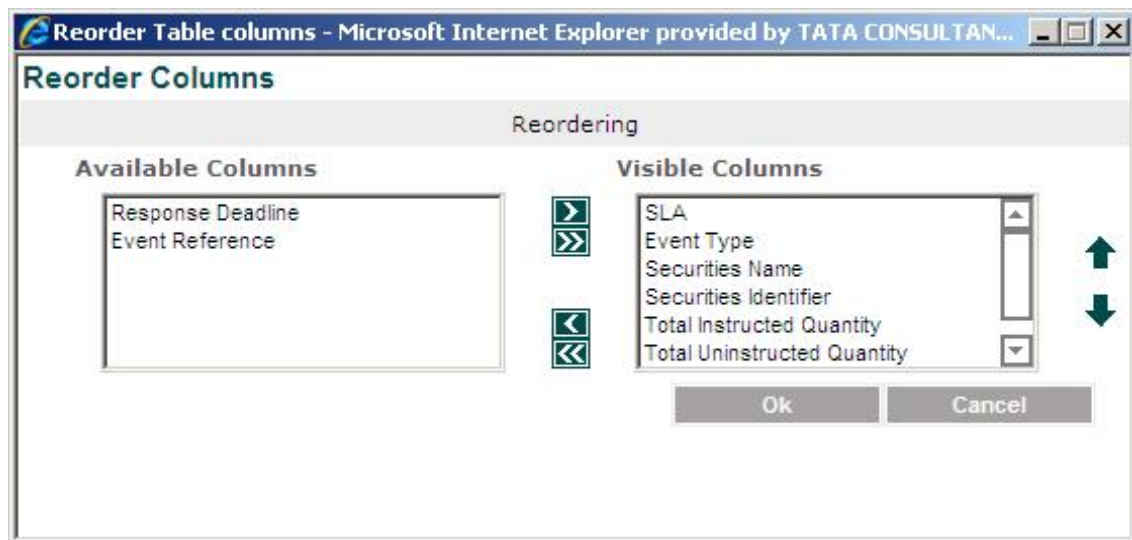 Reorder Table columns - Microsoft Internet Explorer provided by TATA CONSULTAN...
Reorder Columns
Reordering
Available Columns
Response Deadline
Event Reference
Visible Columns
SLA
Event Type
Securities Name
Securities Identifier
Total Instructed Quantity
Total Uninstructed Quantity
Ok
Cancel